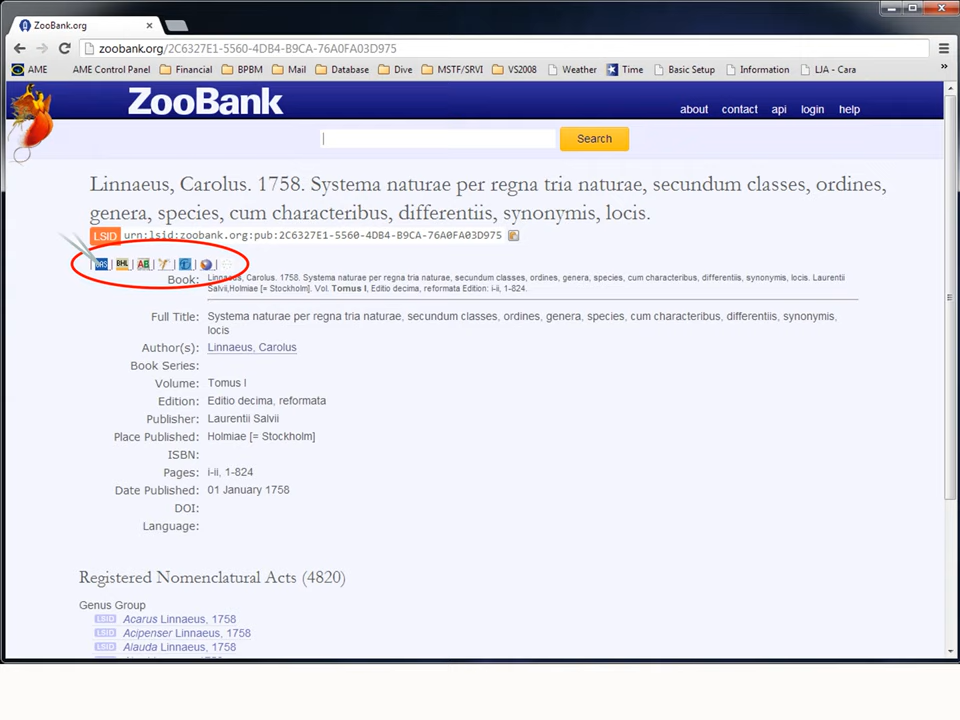 ZooBank.org
zoobank.org/2C6327E1-5560-4DB4-B9CA-76A0FA03D975
AME AME Control Panel Financial BPBM Mail Database Dive MSTF/SRVI VS2008 Weather Time Basic Setup Information LJA - Cara »
ZooBank
about contact api login help
Search
Linnaeus, Carolus. 1758. Systema naturae per regna tria naturae, secundum classes, ordines,
genera, species, cum characteribus, differentiis, synonymis, locis.
LSID urn:lsid:zoobank.org:pub:2C6327E1-5560-4DB4-B9CA-76A0FA03D975
BHL
Book: Linnaeus, Carolus. 1758. Systema naturae per regna tria naturae, secundum classes, ordines, genera, species, cum characteribus, differentiis, synonymis, locis. Laurentii
Salvii,Holmiae [= Stockholm]. Vol. Tomus I, Editio decima, reformata Edition: i-ii, 1-824.
Full Title: Systema naturae per regna tria naturae, secundum classes, ordines, genera, species, cum characteribus, differentiis, synonymis,
locis
Author(s): Linnaeus, Carolus
Book Series:
Volume: Tomus I
Edition: Editio decima, reformata
Publisher: Laurentii Salvii
Place Published: Holmiae [= Stockholm]
ISBN:
Pages: i-ii, 1-824
Date Published: 01 January 1758
DOI:
Language:
Registered Nomenclatural Acts (4820)
Genus Group
LSID Acarus Linnaeus, 1758
LSID Acipenser Linnaeus, 1758
LSID Alauda Linnaeus, 1758